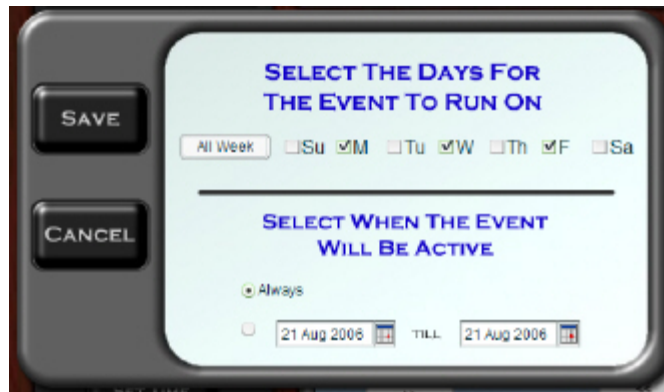 SELECT THE DAYS FOR
THE EVENT TO RUN ON
SAVE
All Week Su M Tu W Th F Sa
CANCEL
SELECT WHEN THE EVENT
WILL BE ACTIVE
Always
21 Aug 2006 TILL 21 Aug 2006